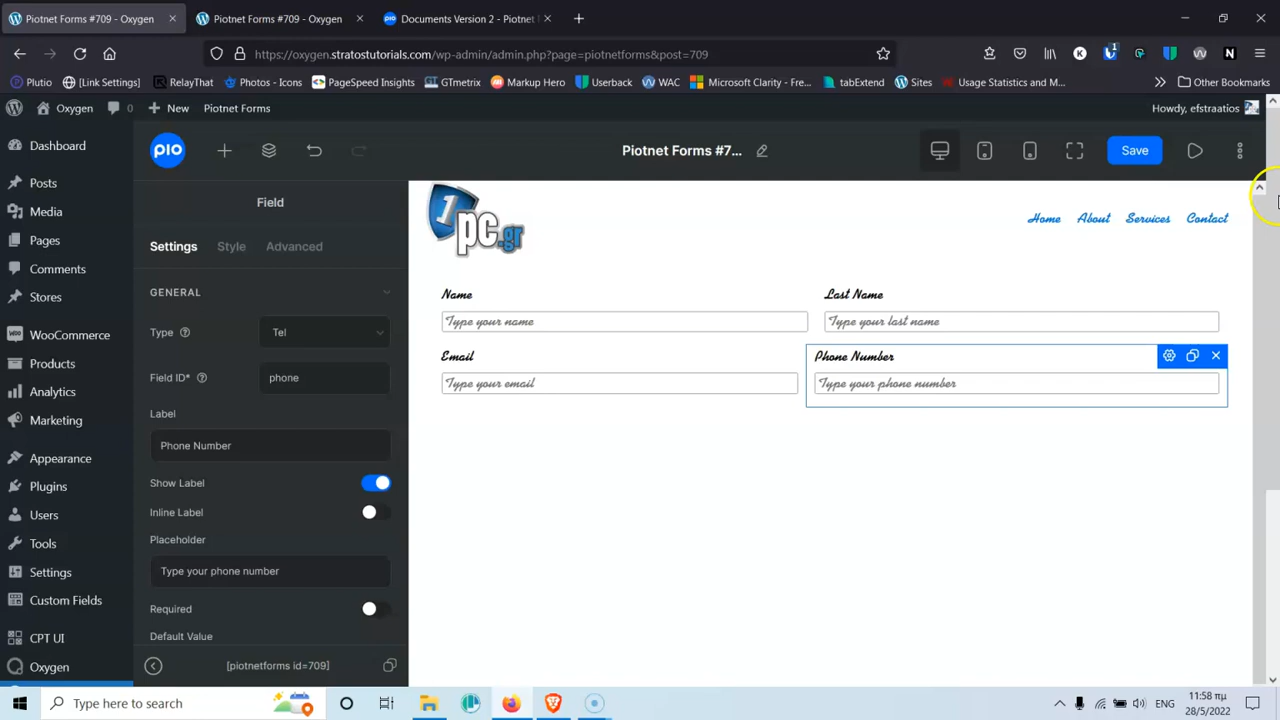 Piotnet Forms #709 - Oxygen
Piotnet Forms #709 - Oxygen
Documents Version 2 - Piotnet
https://oxygen.stratostutorials.com/wp-admin/admin.php?page=piotnetforms&post=709
Plutio
[Link Settings]
RelayThat
Photos - Icons
PageSpeed Insights
GTmetrix
Markup Hero
Userback
WAC
Microsoft Clarity - Fre...
tabExtend
Sites
Usage Statistics and M...
Other Bookmarks
Oxygen
0
New
Piotnet Forms
Howdy, efstraatios
Dashboard
Posts
Media
Pages
Comments
Stores
WooCommerce
Products
Analytics
Marketing
Appearance
Plugins
Users
Tools
Settings
Custom Fields
CPT UI
Oxygen
pio
Piotnet Forms #7...
Save
Field
Settings
Style
Advanced
GENERAL
Type
Tel
Field ID*
phone
Label
Phone Number
Show Label
Inline Label
Placeholder
Type your phone number
Required
Default Value
[piotnetforms id=709]
1pc.gr
Home
About
Services
Contact
Name
Last Name
Type your name
Type your last name
Email
Phone Number
Type your email
Type your phone number
Type here to search
ENG
11:58 πμ
28/5/2022